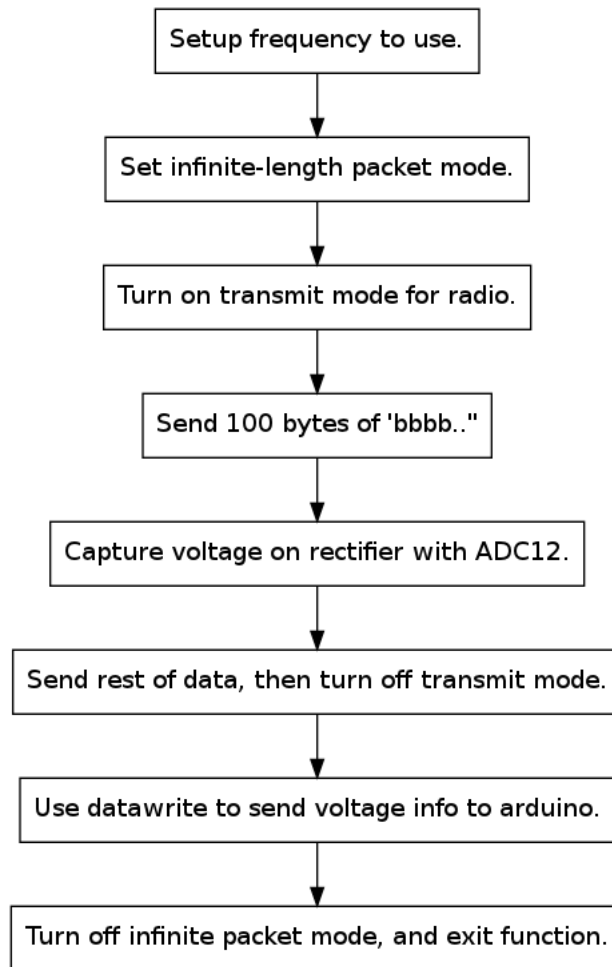 Setup frequency to use.
Set infinite-length packet mode.
Turn on transmit mode for radio.
Send 100 bytes of 'bbbb.."
Capture voltage on rectifier with ADC12.
Send rest of data, then turn off transmit mode.
Use datawrite to send voltage info to arduino.
Turn off infinite packet mode, and exit function.